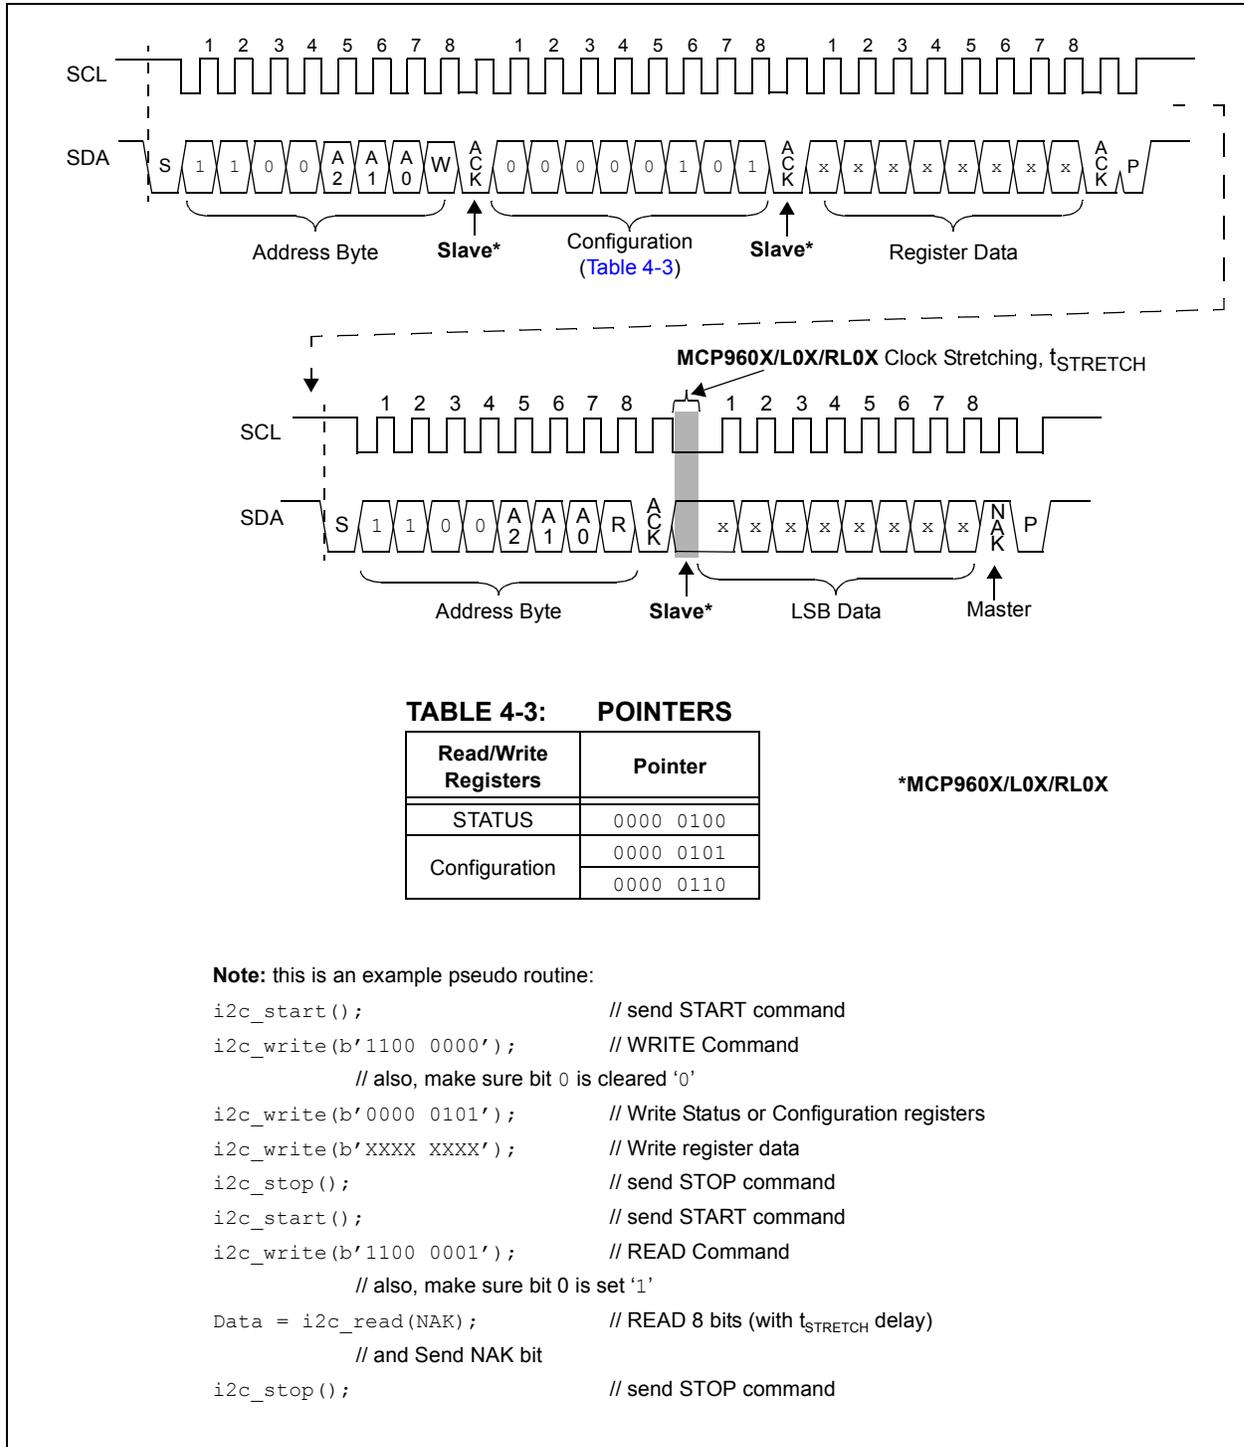 1 2 3 4 5 6 7 8 1 2 3 4 5 6 7 8 1 2 3 4 5 6 7 8
SCL
SDA S 1 1 0 0 A2 A1 A0 W ACK 0 0 0 0 0 1 0 1 ACK x x x x x x x x ACK P
Address Byte Slave* Configuration Slave* Register Data
(Table 4-3)
MCP960X/L0X/RL0X Clock Stretching, tSTRETCH
1 2 3 4 5 6 7 8 1 2 3 4 5 6 7 8
SCL
SDA S 1 1 0 0 A2 A1 A0 R ACK x x x x x x x x NAK P
Address Byte Slave* LSB Data Master
TABLE 4-3: POINTERS
Read/Write Registers Pointer
*MCP960X/L0X/RL0X
STATUS 0000 0100
Configuration 0000 0101
0000 0110
Note: this is an example pseudo routine:
i2c_start(); // send START command
i2c_write(b’1100 0000’); // WRITE Command
// also, make sure bit 0 is cleared ‘0’
i2c_write(b’0000 0101’); // Write Status or Configuration registers
i2c_write(b’XXXX XXXX’); // Write register data
i2c_stop(); // send STOP command
i2c_start(); // send START command
i2c_write(b’1100 0001’); // READ Command
// also, make sure bit 0 is set ‘1’
Data = i2c_read(NAK); // READ 8 bits (with tSTRETCH delay)
// and Send NAK bit
i2c_stop(); // send STOP command